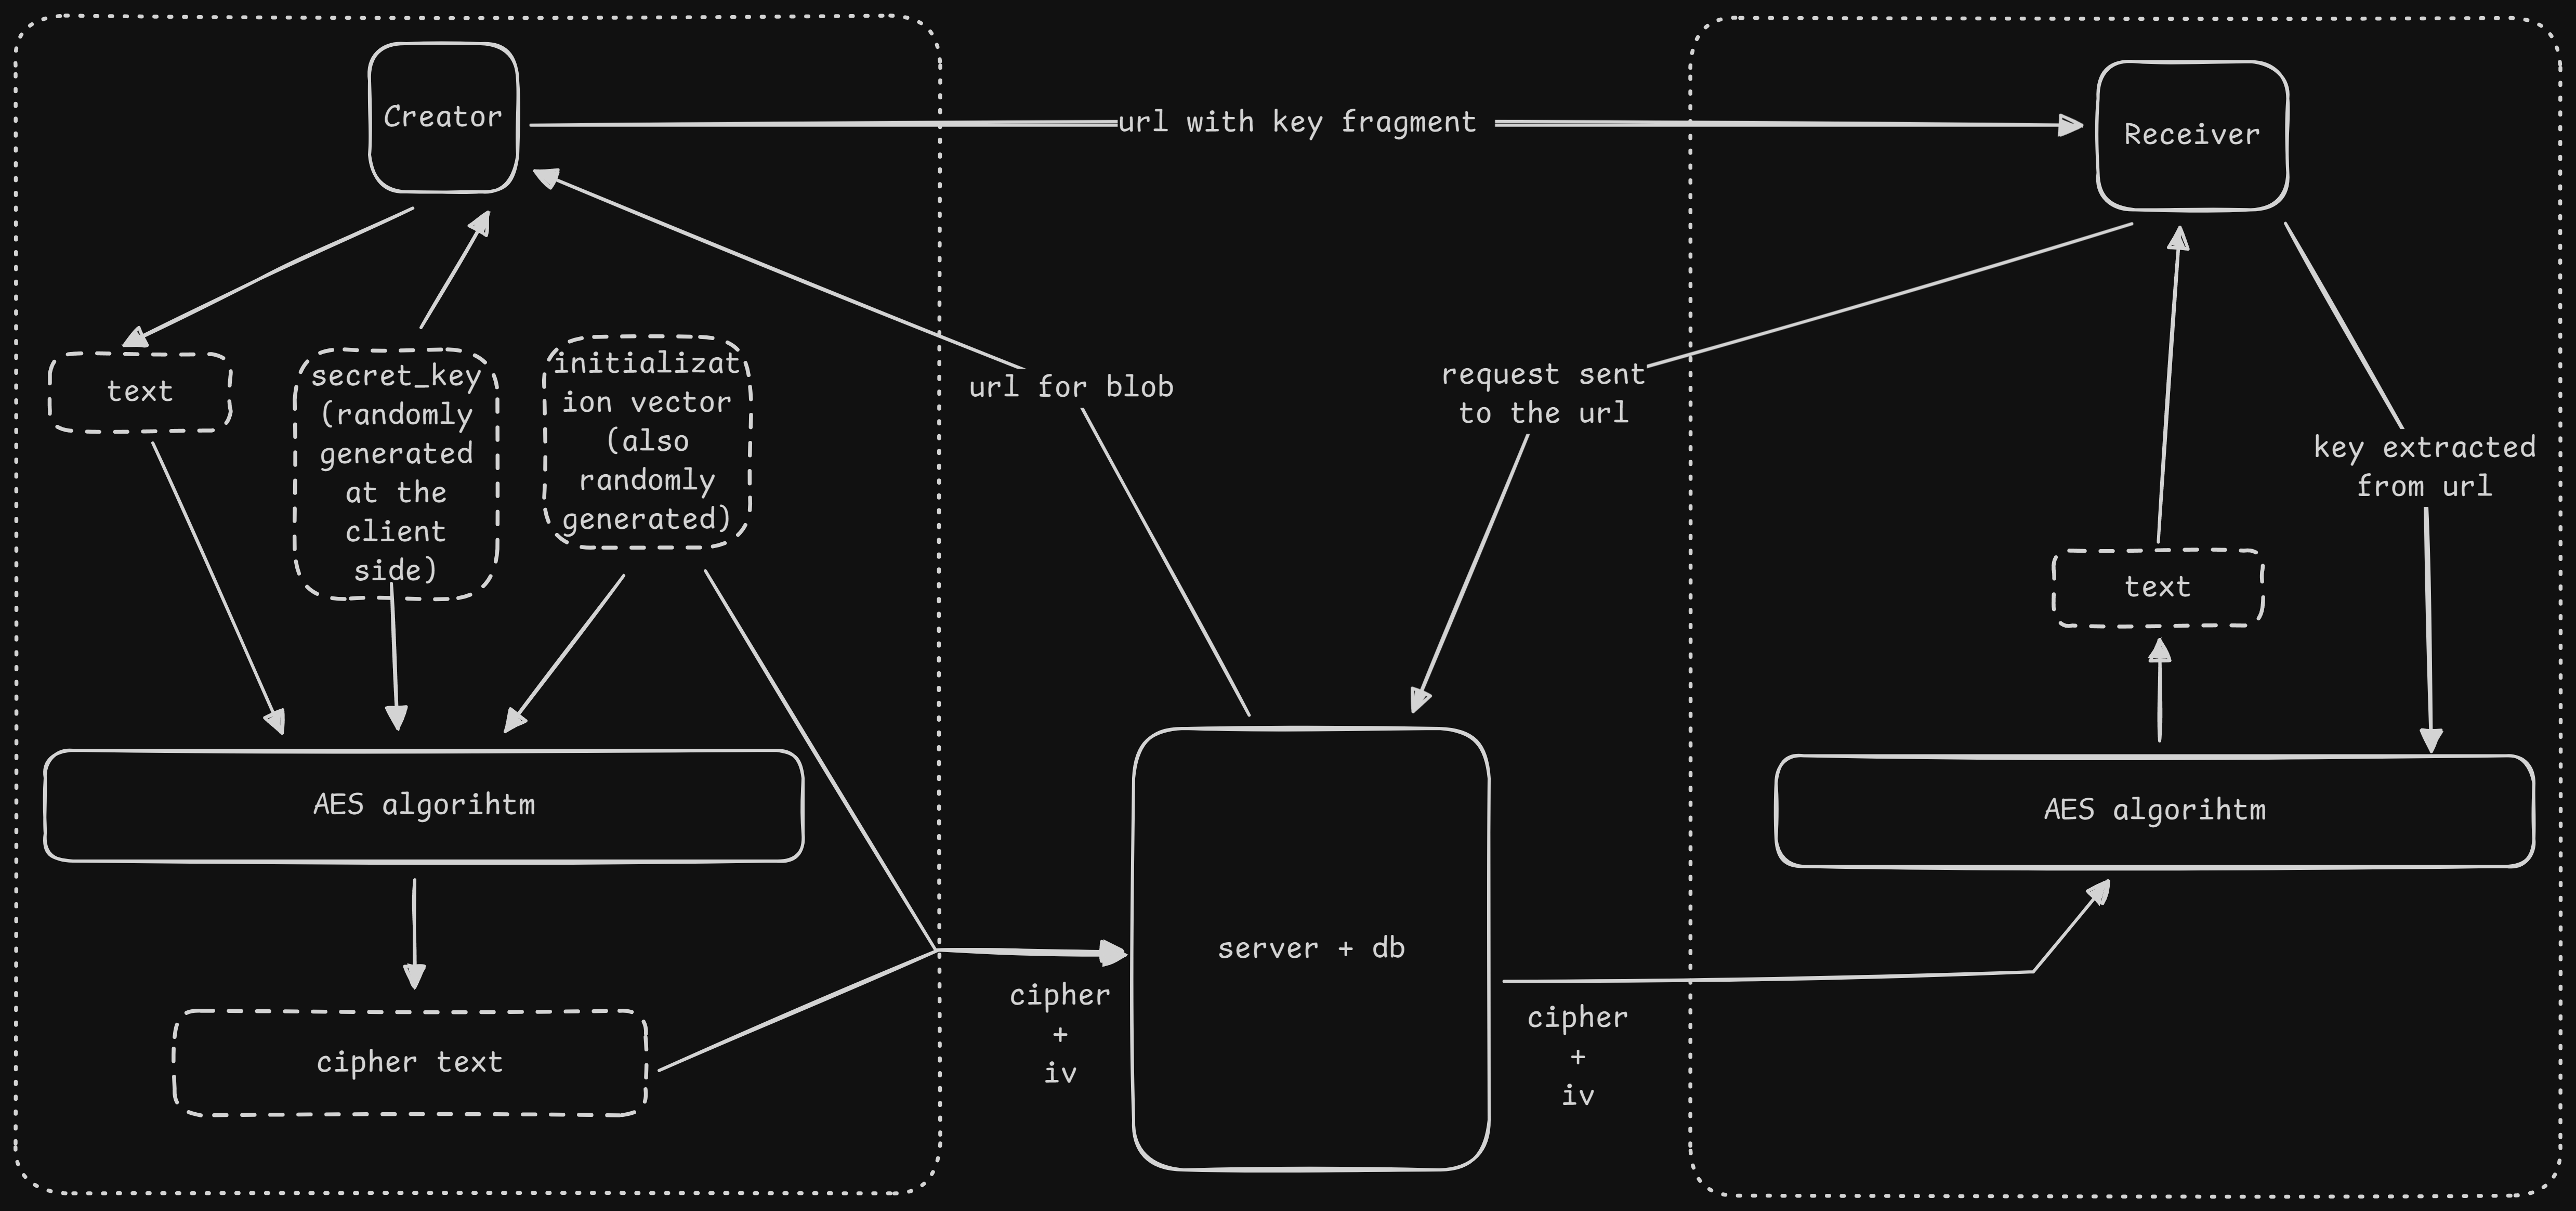 Creator
url with key fragment
Receiver
text
secret_key
(randomly
generated
at the
client
side)
initializat
ion vector
(also
randomly
generated)
url for blob
request sent
to the url
key extracted
from url
text
AES algorihtm
AES algorihtm
server + db
cipher text
cipher
+
iv
cipher
+
iv